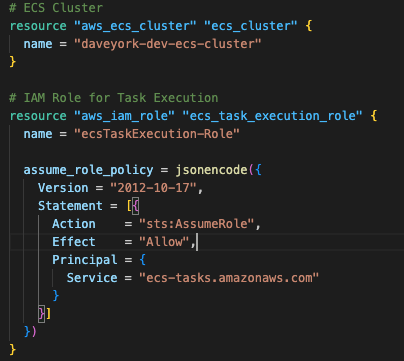 # ECS Cluster
resource "aws_ecs_cluster" "ecs_cluster" {
  name = "daveyork-dev-ecs-cluster"
}

# IAM Role for Task Execution
resource "aws_iam_role" "ecs_task_execution_role" {
  name = "ecsTaskExecution-Role"

  assume_role_policy = jsonencode({
    Version = "2012-10-17",
    Statement = [{
      Action    = "sts:AssumeRole",
      Effect    = "Allow",
      Principal = {
        Service = "ecs-tasks.amazonaws.com"
      }
    }]
  })
}